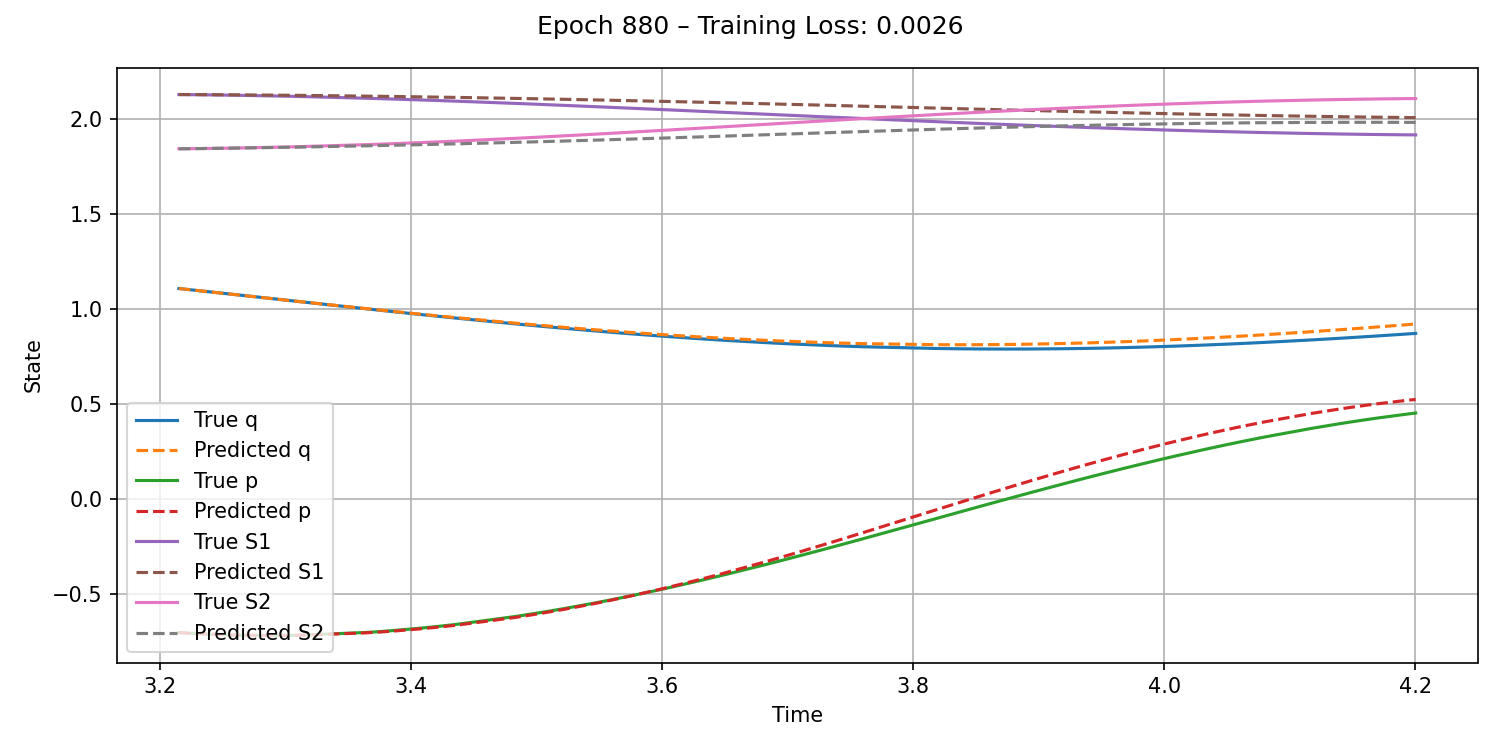 Epoch 880 – Training Loss: 0.0026
2.0
1.5
1.0
0.5
0.0
−0.5
State
True q
Predicted q
True p
Predicted p
True S1
Predicted S1
True S2
Predicted S2
3.2 3.4 3.6 3.8 4.0 4.2
Time